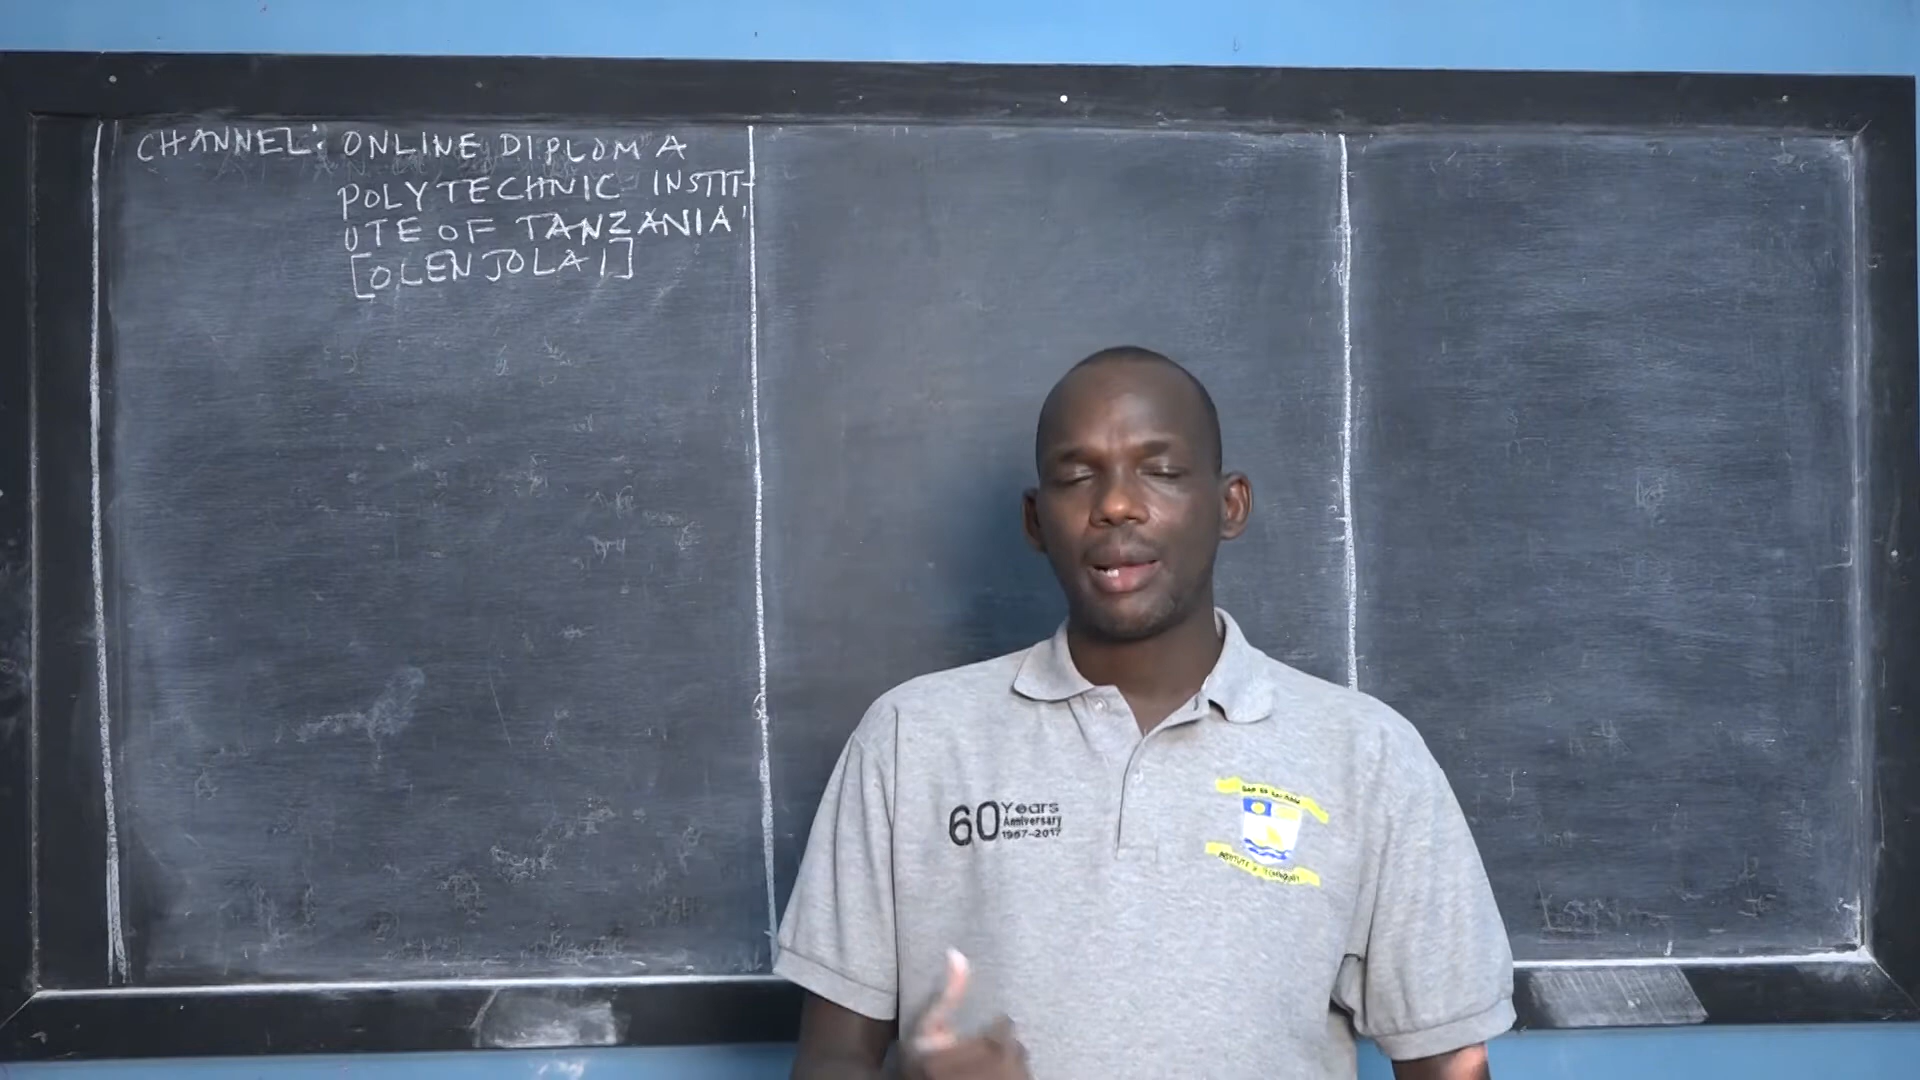 CHANNEL: ONLINE DIPLOMA
POLYTECHNIC INSTIT-
UTE OF TANZANIA'
[OLENJOLAI]
60 Years
Anniversary
1957-2017